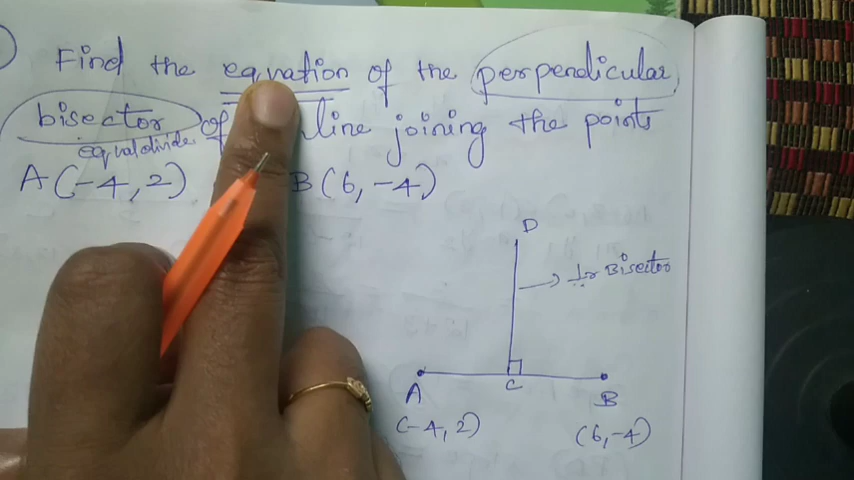 Find the equation of the perpendicular
bisector of line joining the points
equal divide
A(-4, 2) B(6, -4)
D
⊥r Bisector
A C B
(-4, 2) (6, -4)